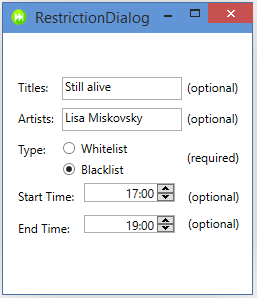 RestrictionDialog
Titles: Still alive (optional)
Artists: Lisa Miskovsky (optional)
Type: Whitelist
Blacklist (required)
Start Time: 17:00 (optional)
End Time: 19:00 (optional)